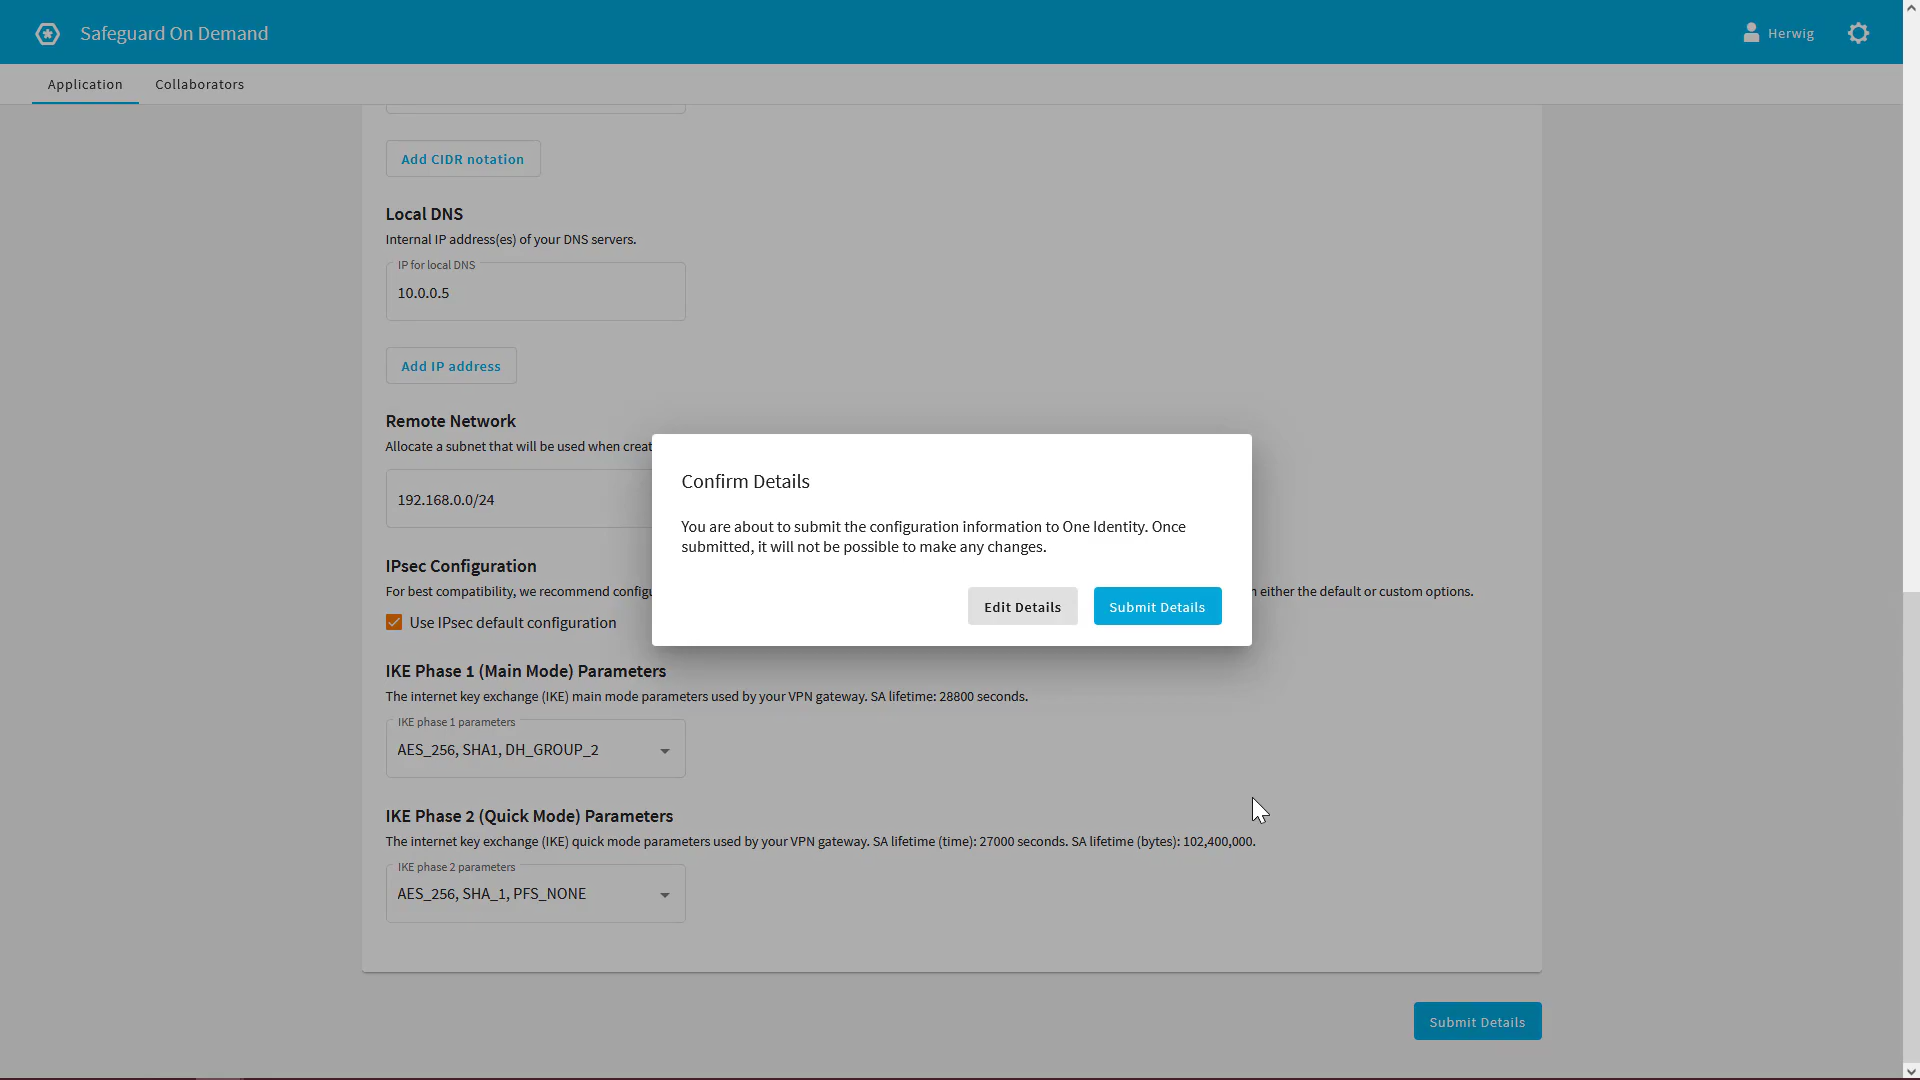 Safeguard On Demand
Herwig
Application
Collaborators
Add CIDR notation
Local DNS
Internal IP address(es) of your DNS servers.
IP for local DNS
10.0.0.5
Add IP address
Remote Network
Allocate a subnet that will be used when
192.168.0.0/24
Confirm Details
You are about to submit the configuration information to One Identity. Once
submitted, it will not be possible to make any changes.
Edit Details
Submit Details
IPsec Configuration
For best compatibility, we recommend either the default or custom options.
Use IPsec default configuration
IKE Phase 1 (Main Mode) Parameters
The internet key exchange (IKE) main mode parameters used by your VPN gateway. SA lifetime: 28800 seconds.
IKE phase 1 parameters
AES_256, SHA1, DH_GROUP_2
IKE Phase 2 (Quick Mode) Parameters
The internet key exchange (IKE) quick mode parameters used by your VPN gateway. SA lifetime (time): 27000 seconds. SA lifetime (bytes): 102,400,000.
IKE phase 2 parameters
AES_256, SHA_1, PFS_NONE
Submit Details